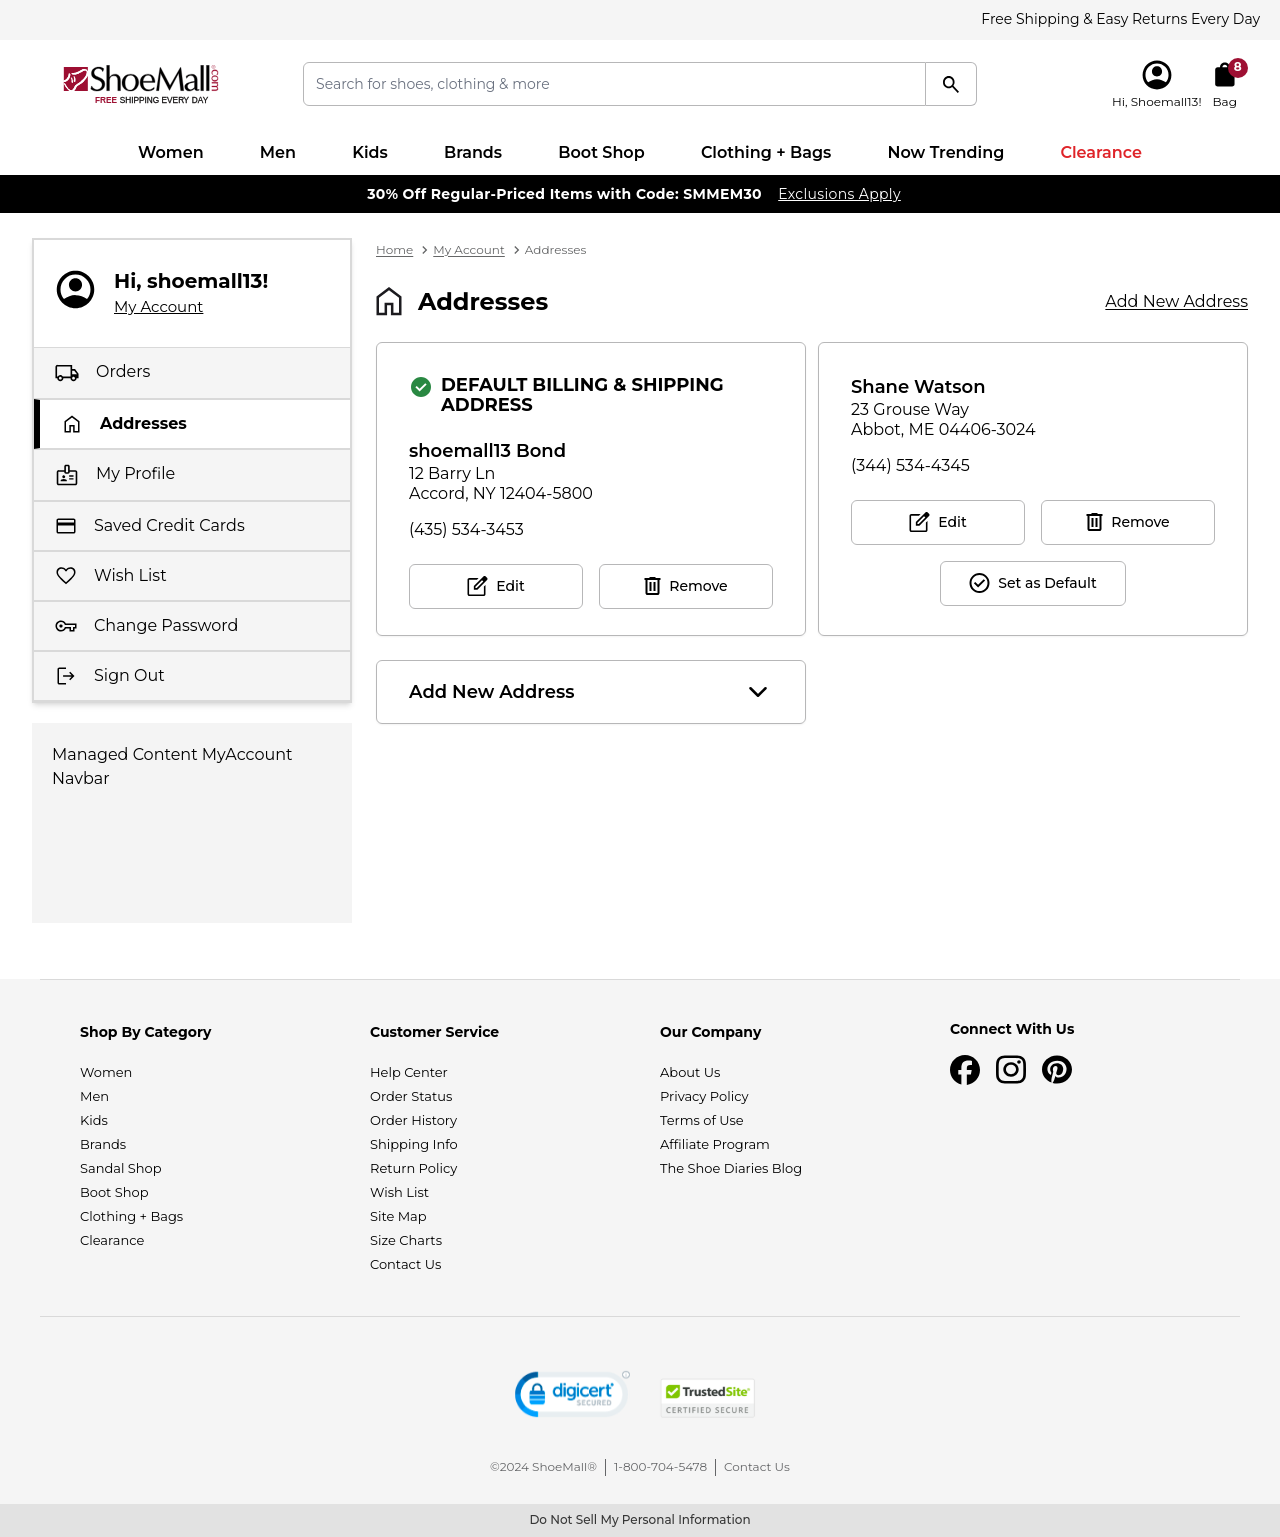 Free Shipping & Easy Returns Every Day
ShoeMall.com
FREE SHIPPING EVERY DAY
Search for shoes, clothing & more
8
Hi, Shoemall13!
Bag
Women
Men
Kids
Brands
Boot Shop
Clothing + Bags
Now Trending
Clearance
30% Off Regular-Priced Items with Code: SMMEM30 Exclusions Apply
Hi, shoemall13!
My Account
Orders
Addresses
My Profile
Saved Credit Cards
Wish List
Change Password
Sign Out
Managed Content MyAccount
Navbar
Home > My Account > Addresses
Addresses
Add New Address
DEFAULT BILLING & SHIPPING
ADDRESS
shoemall13 Bond
12 Barry Ln
Accord, NY 12404-5800
(435) 534-3453
Edit
Remove
Shane Watson
23 Grouse Way
Abbot, ME 04406-3024
(344) 534-4345
Edit
Remove
Set as Default
Add New Address
Shop By Category
Women
Men
Kids
Brands
Sandal Shop
Boot Shop
Clothing + Bags
Clearance
Customer Service
Help Center
Order Status
Order History
Shipping Info
Return Policy
Wish List
Site Map
Size Charts
Contact Us
Our Company
About Us
Privacy Policy
Terms of Use
Affiliate Program
The Shoe Diaries Blog
Connect With Us
digicert
SECURED
TrustedSite
CERTIFIED SECURE
©2024 ShoeMall® | 1-800-704-5478 | Contact Us
Do Not Sell My Personal Information